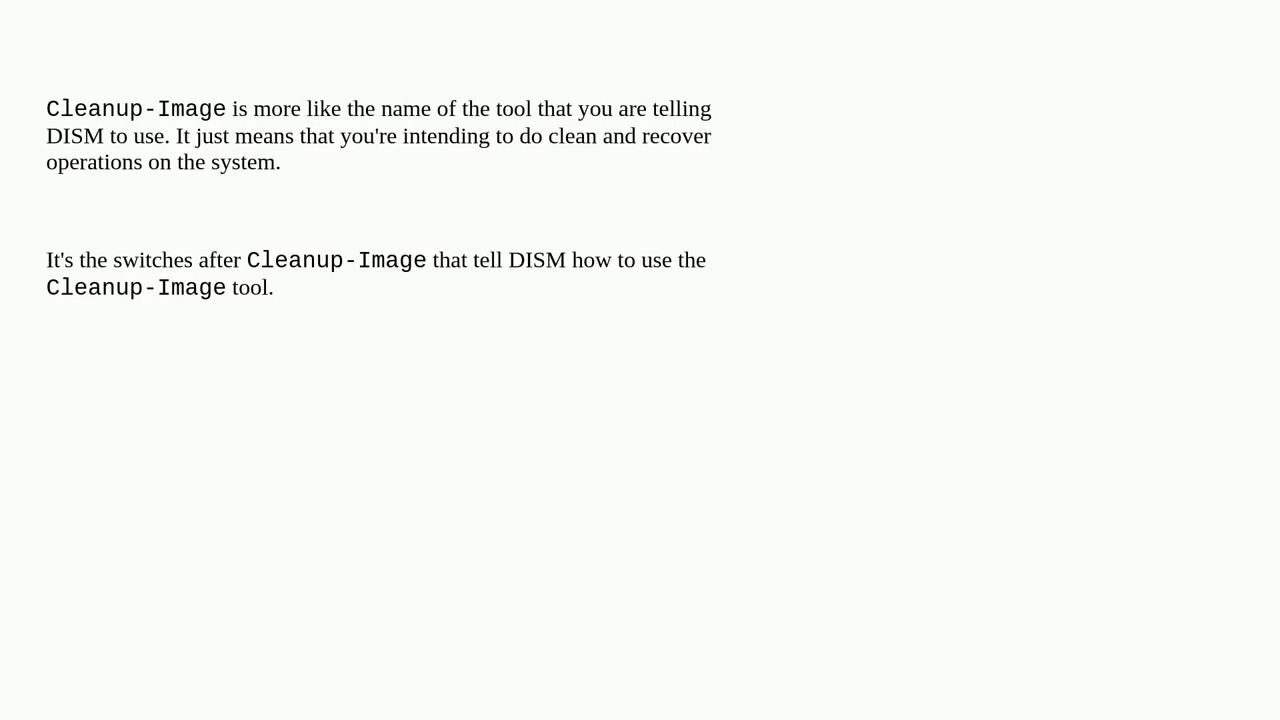 Cleanup-Image is more like the name of the tool that you are telling
DISM to use. It just means that you're intending to do clean and recover
operations on the system.
It's the switches after Cleanup-Image that tell DISM how to use the
Cleanup-Image tool.